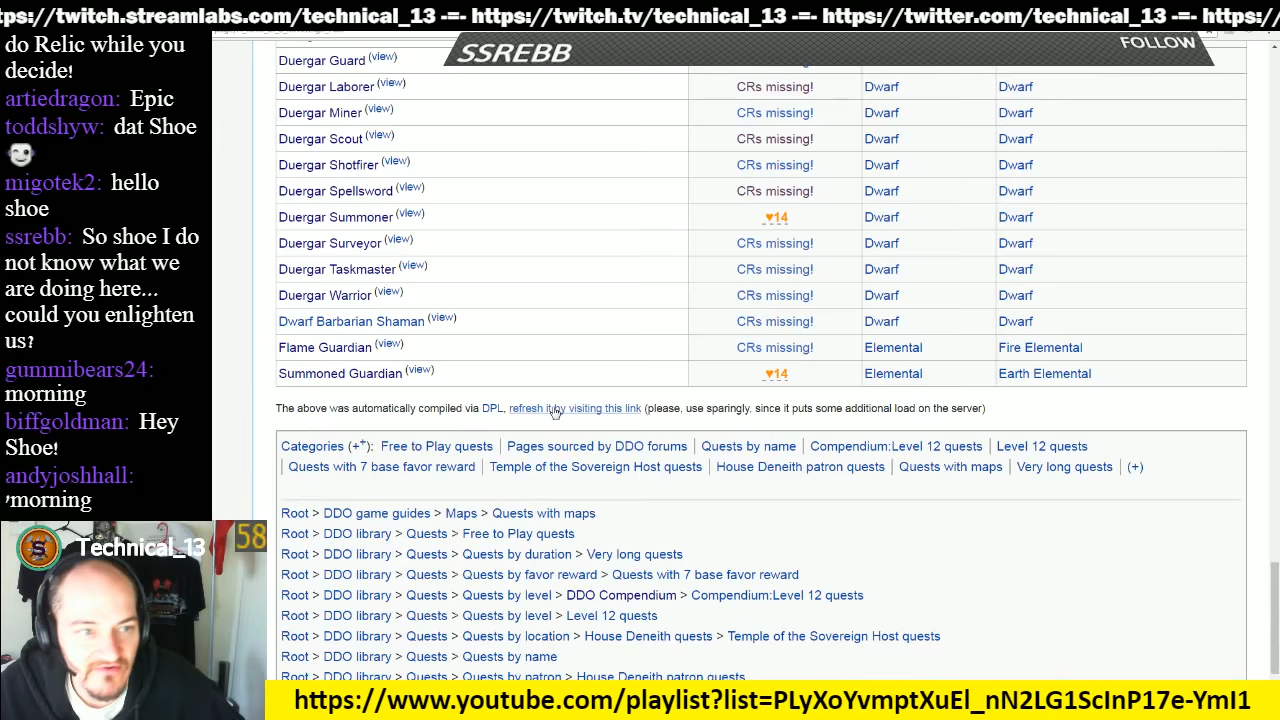 https://twitch.streamlabs.com/technical_13 -=- https://twitch.tv/technical_13 -=- https://twitter.com/technical_13 -=- https:/
do Relic while you
decide!
artiedragon: Epic
toddshyw: dat Shoe
migotek2: hello
shoe
ssrebb: So shoe I do
not know what we
are doing here...
could you enlighten
us?
gummibears24:
morning
biffgoldman: Hey
Shoe!
andyjoshhall:
'morning
58
Technical_13
SSREBB
FOLLOW
Duergar Guard (view)
Duergar Laborer (view) CRs missing! Dwarf Dwarf
Duergar Miner (view) CRs missing! Dwarf Dwarf
Duergar Scout (view) CRs missing! Dwarf Dwarf
Duergar Shotfirer (view) CRs missing! Dwarf Dwarf
Duergar Spellsword (view) CRs missing! Dwarf Dwarf
Duergar Summoner (view) ♥14 Dwarf Dwarf
Duergar Surveyor (view) CRs missing! Dwarf Dwarf
Duergar Taskmaster (view) CRs missing! Dwarf Dwarf
Duergar Warrior (view) CRs missing! Dwarf Dwarf
Dwarf Barbarian Shaman (view) CRs missing! Dwarf Dwarf
Flame Guardian (view) CRs missing! Elemental Fire Elemental
Summoned Guardian (view) ♥14 Elemental Earth Elemental
The above was automatically compiled via DPL, refresh it by visiting this link (please, use sparingly, since it puts some additional load on the server)
Categories (+⁺): Free to Play quests | Pages sourced by DDO forums | Quests by name | Compendium:Level 12 quests | Level 12 quests
| Quests with 7 base favor reward | Temple of the Sovereign Host quests | House Deneith patron quests | Quests with maps | Very long quests | (+)
Root > DDO game guides > Maps > Quests with maps
Root > DDO library > Quests > Free to Play quests
Root > DDO library > Quests > Quests by duration > Very long quests
Root > DDO library > Quests > Quests by favor reward > Quests with 7 base favor reward
Root > DDO library > Quests > Quests by level > DDO Compendium > Compendium:Level 12 quests
Root > DDO library > Quests > Quests by level > Level 12 quests
Root > DDO library > Quests > Quests by location > House Deneith quests > Temple of the Sovereign Host quests
Root > DDO library > Quests > Quests by name
Root > DDO library > Quests > Quests by patron > House Deneith patron quests
https://www.youtube.com/playlist?list=PLyXoYvmptXuEl_nN2LG1ScInP17e-YmI1